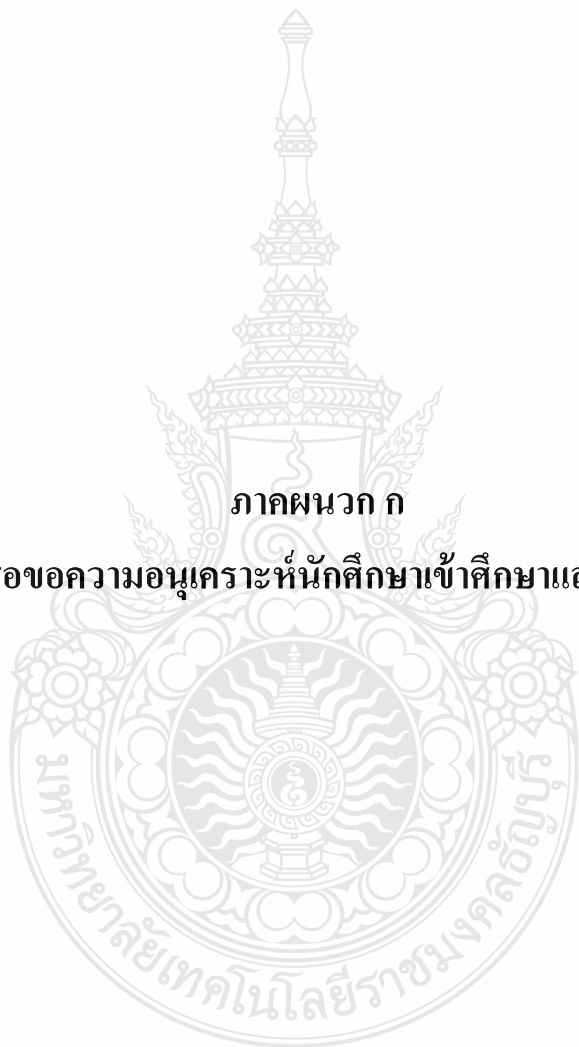 ภาคผนวก ก
อขอความอนุเคราะห์นักศึกษาเข้าศึกษาแล
มหาวิทยาลัยเทคโนโลยีราชมงคลธัญบุรี